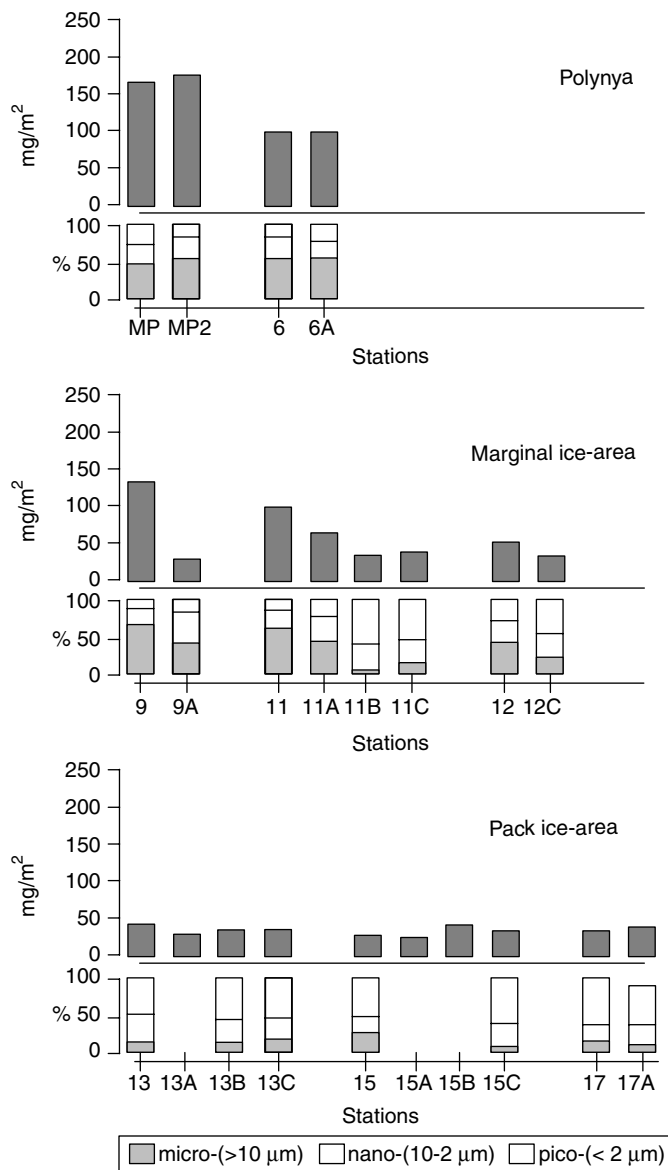 250
200
150
100
50
0
mg/m²
Polynya
100
50
0
%
MP MP2 6 6A
Stations
250
200
150
100
50
0
mg/m²
Marginal ice-area
100
50
0
%
9 9A 11 11A 11B 11C 12 12C
Stations
250
200
150
100
50
0
mg/m²
Pack ice-area
100
50
0
%
13 13A 13B 13C 15 15A 15B 15C 17 17A
Stations
micro-(>10 μm) nano-(10-2 μm) pico-(< 2 μm)